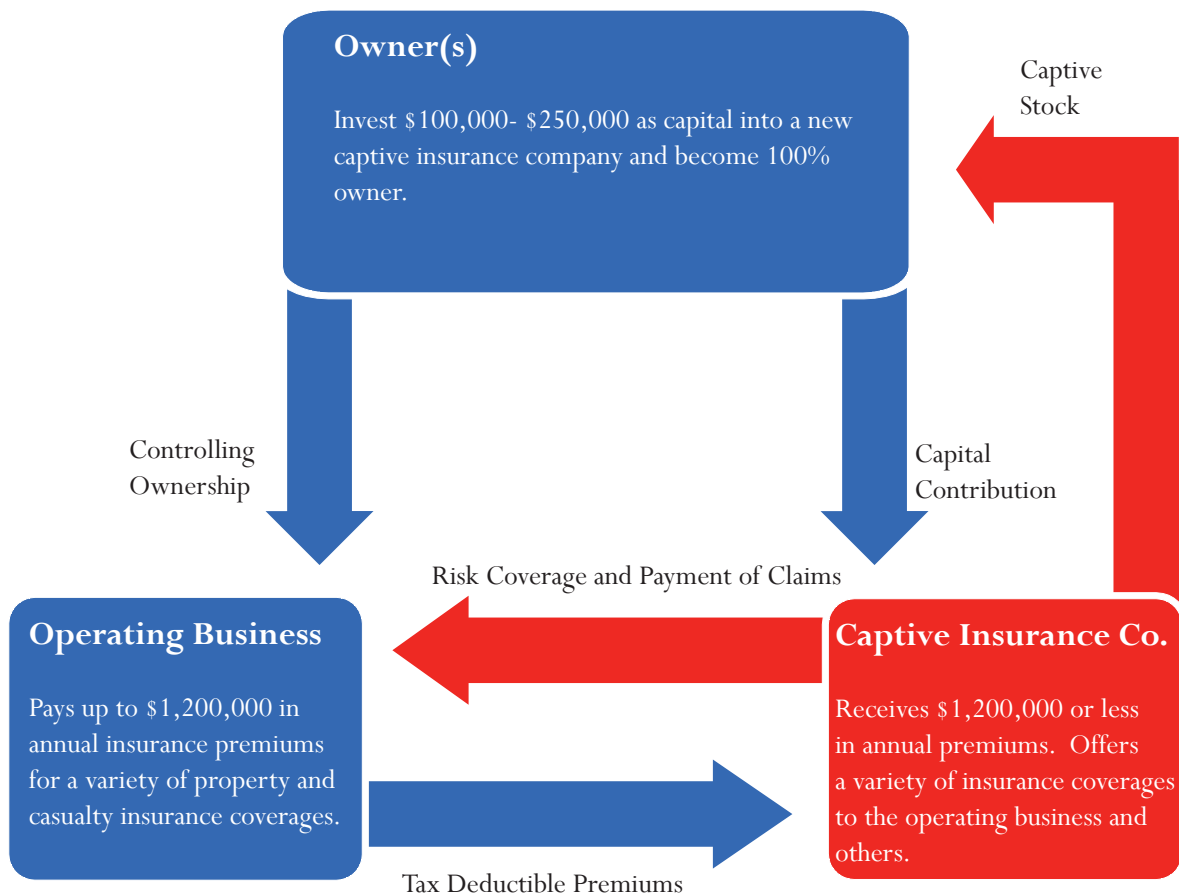 Owner(s)
Invest $100,000- $250,000 as capital into a new
captive insurance company and become 100%
owner.
Captive
Stock
Controlling
Ownership
Capital
Contribution
Risk Coverage and Payment of Claims
Operating Business
Pays up to $1,200,000 in
annual insurance premiums
for a variety of property and
casualty insurance coverages.
Captive Insurance Co.
Receives $1,200,000 or less
in annual premiums.  Offers
a variety of insurance coverages
to the operating business and
others.
Tax Deductible Premiums